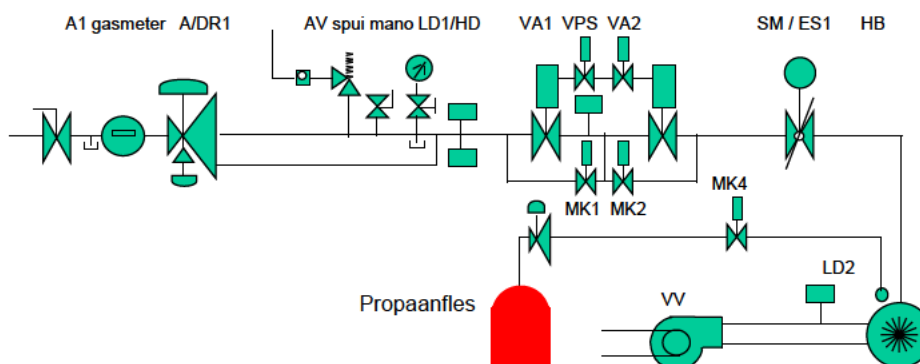 A1 gasmeter A/DR1 AV spui mano LD1/HD VA1 VPS VA2 SM / ES1 HB
MK1 MK2 MK4
LD2
Propaanfles VV